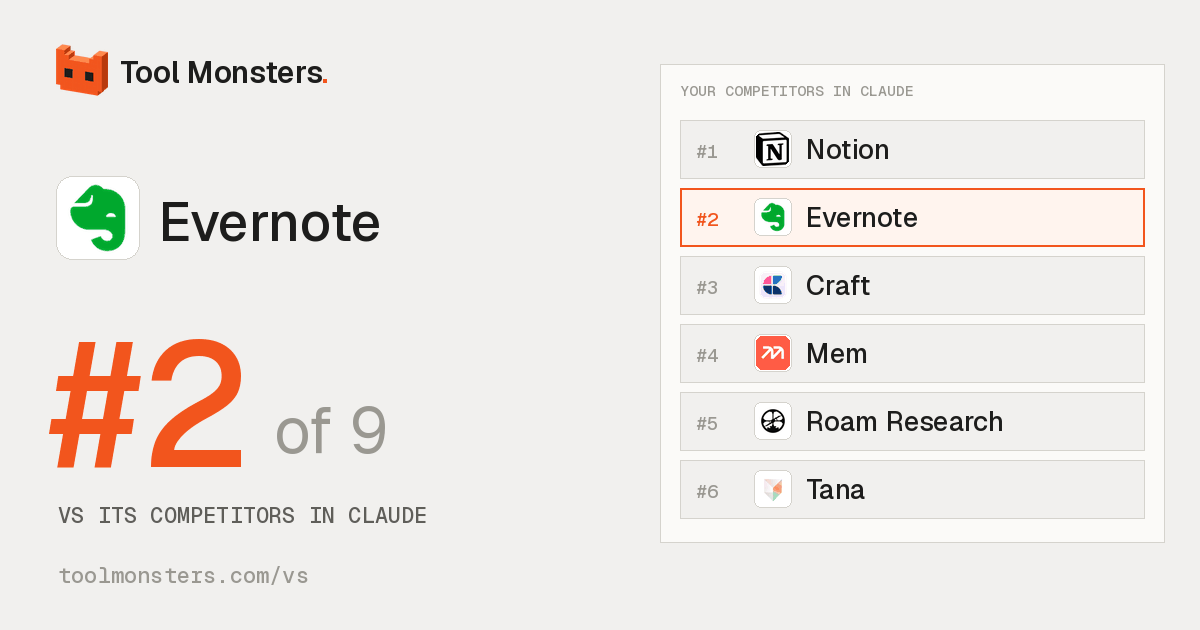 Tool Monsters.
Evernote
#2 of 9
VS ITS COMPETITORS IN CLAUDE
toolmonsters.com/vs
YOUR COMPETITORS IN CLAUDE
#1 N Notion
#2 Evernote
#3 Craft
#4 Mem
#5 Roam Research
#6 Tana